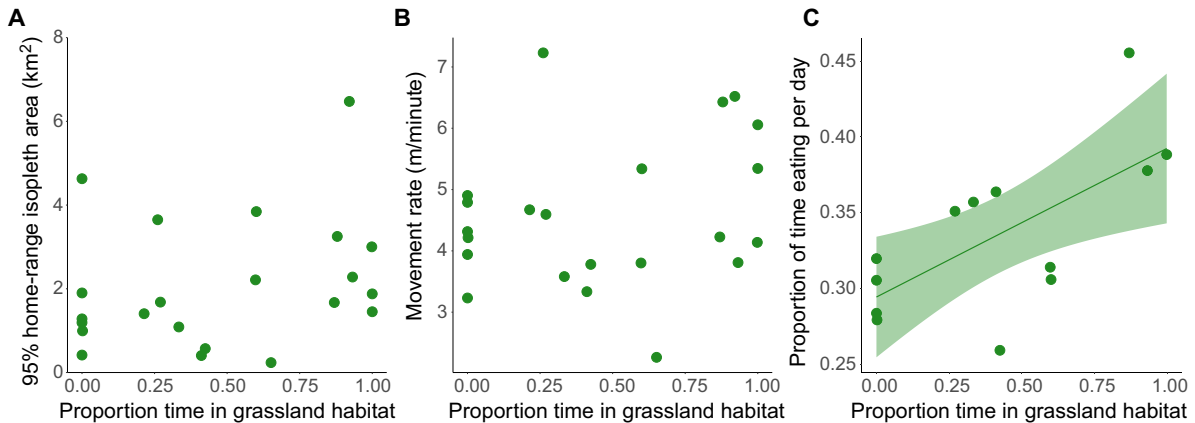 A
B
C
95% home-range isopleth area (km²)
8
6
4
2
0
0.00 0.25 0.50 0.75 1.00
Proportion time in grassland habitat
Movement rate (m/minute)
7
6
5
4
3
0.00 0.25 0.50 0.75 1.00
Proportion time in grassland habitat
Proportion of time eating per day
0.45
0.40
0.35
0.30
0.25
0.00 0.25 0.50 0.75 1.00
Proportion time in grassland habitat